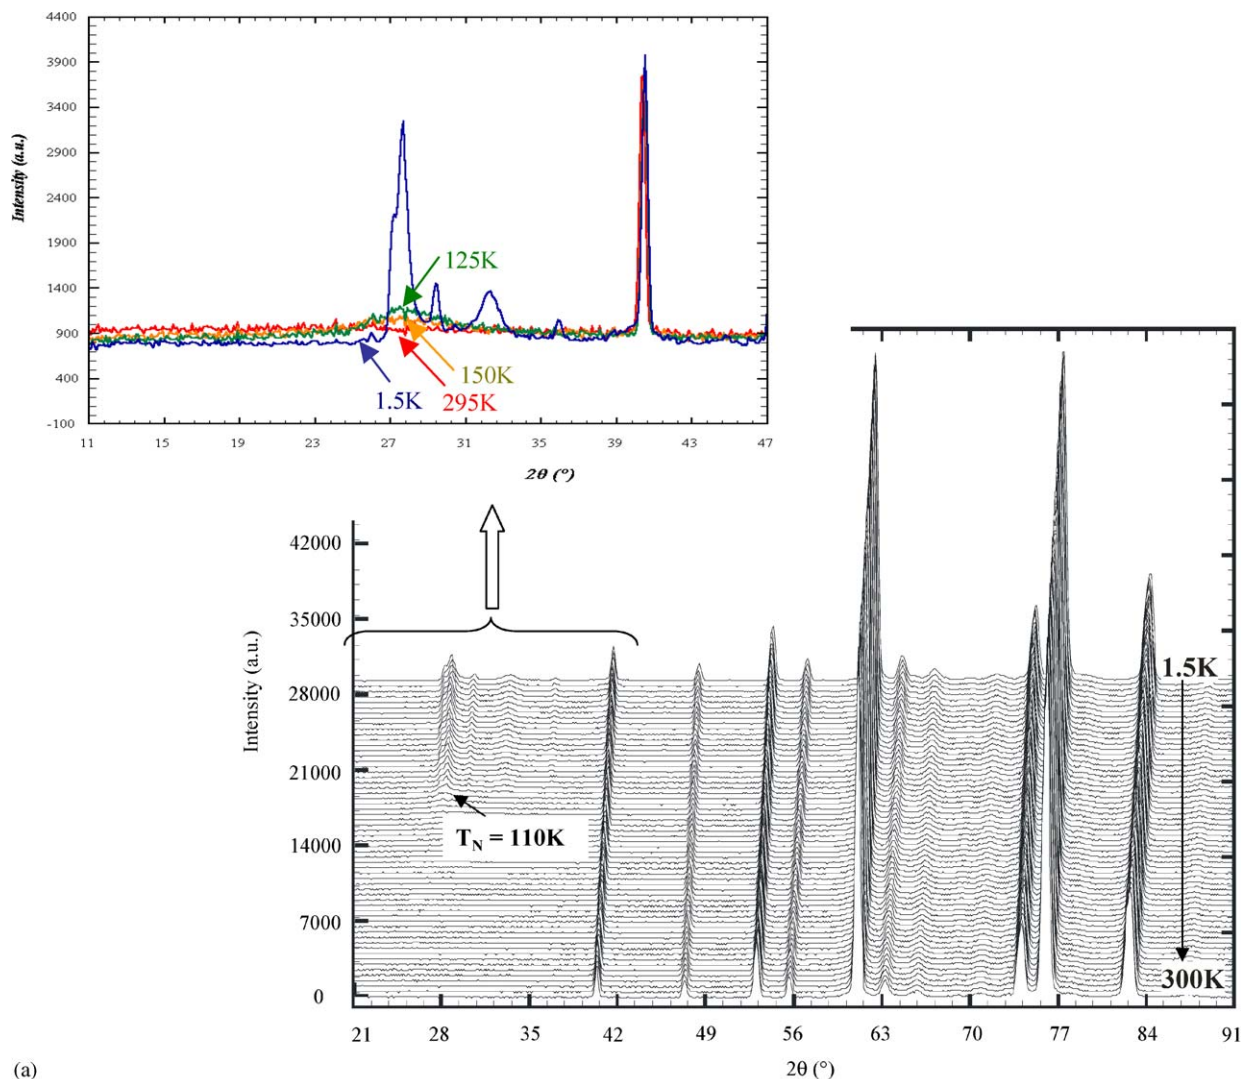 4400
3900
3400
2900
2400
1900
1400
900
400
-100
Intensity (a.u.)
125K
150K
1.5K
295K
11 15 19 23 27 31 35 39 43 47
2θ (°)
42000
35000
28000
21000
14000
7000
0
Intensity (a.u.)
1.5K
T_N = 110K
300K
21 28 35 42 49 56 63 70 77 84 91
2θ (°)
(a)